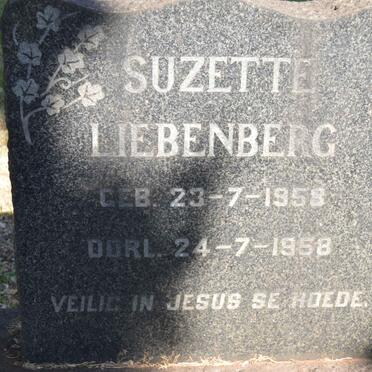 SUZETTE
LIEBENBERG
GEB. 23-7-1958
OORL. 24-7-1958
VEILIG IN JESUS SE HOEDE.